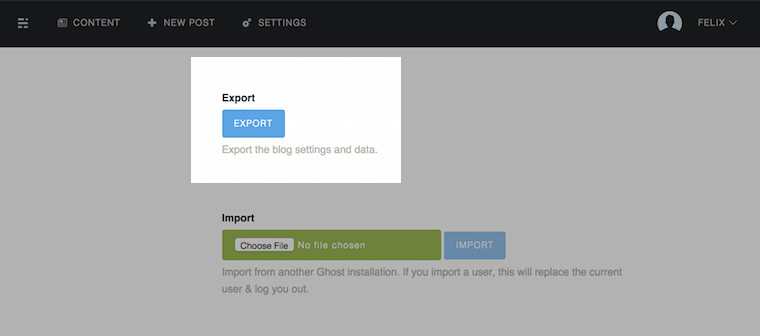 CONTENT NEW POST SETTINGS FELIX
Export
EXPORT
Export the blog settings and data.
Import
Choose File No file chosen IMPORT
Import from another Ghost installation. If you import a user, this will replace the current
user & log you out.